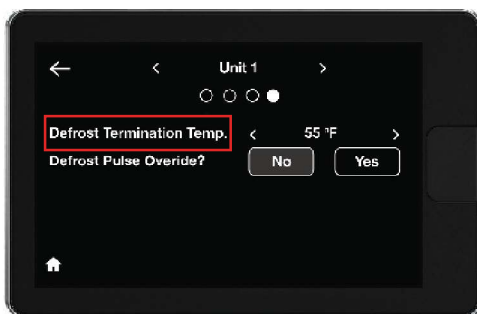 Unit 1
Defrost Termination Temp. 55 °F
Defrost Pulse Overide? No Yes